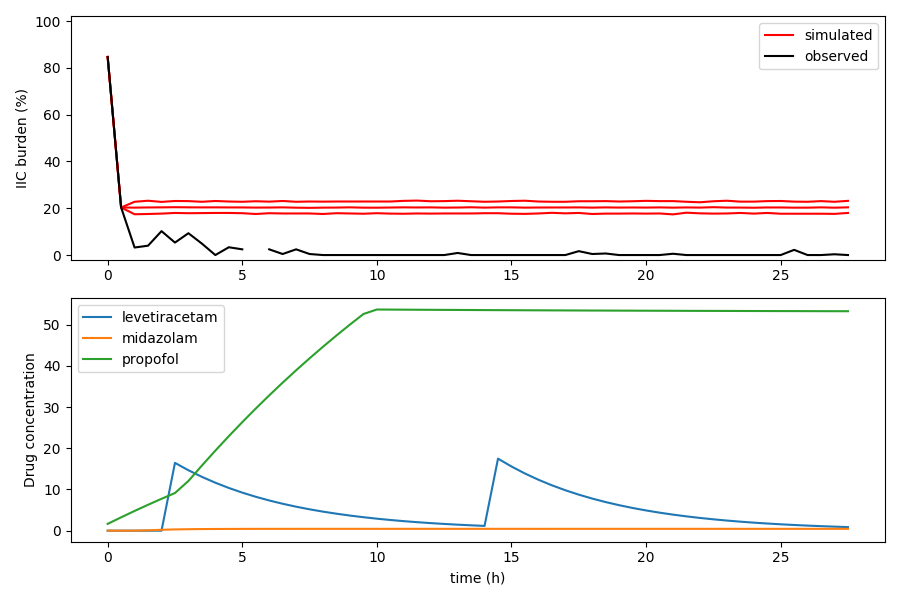 IIC burden (%)
100
80
60
40
20
0
simulated
observed
0 5 10 15 20 25
Drug concentration
50
40
30
20
10
0
levetiracetam
midazolam
propofol
0 5 10 15 20 25
time (h)